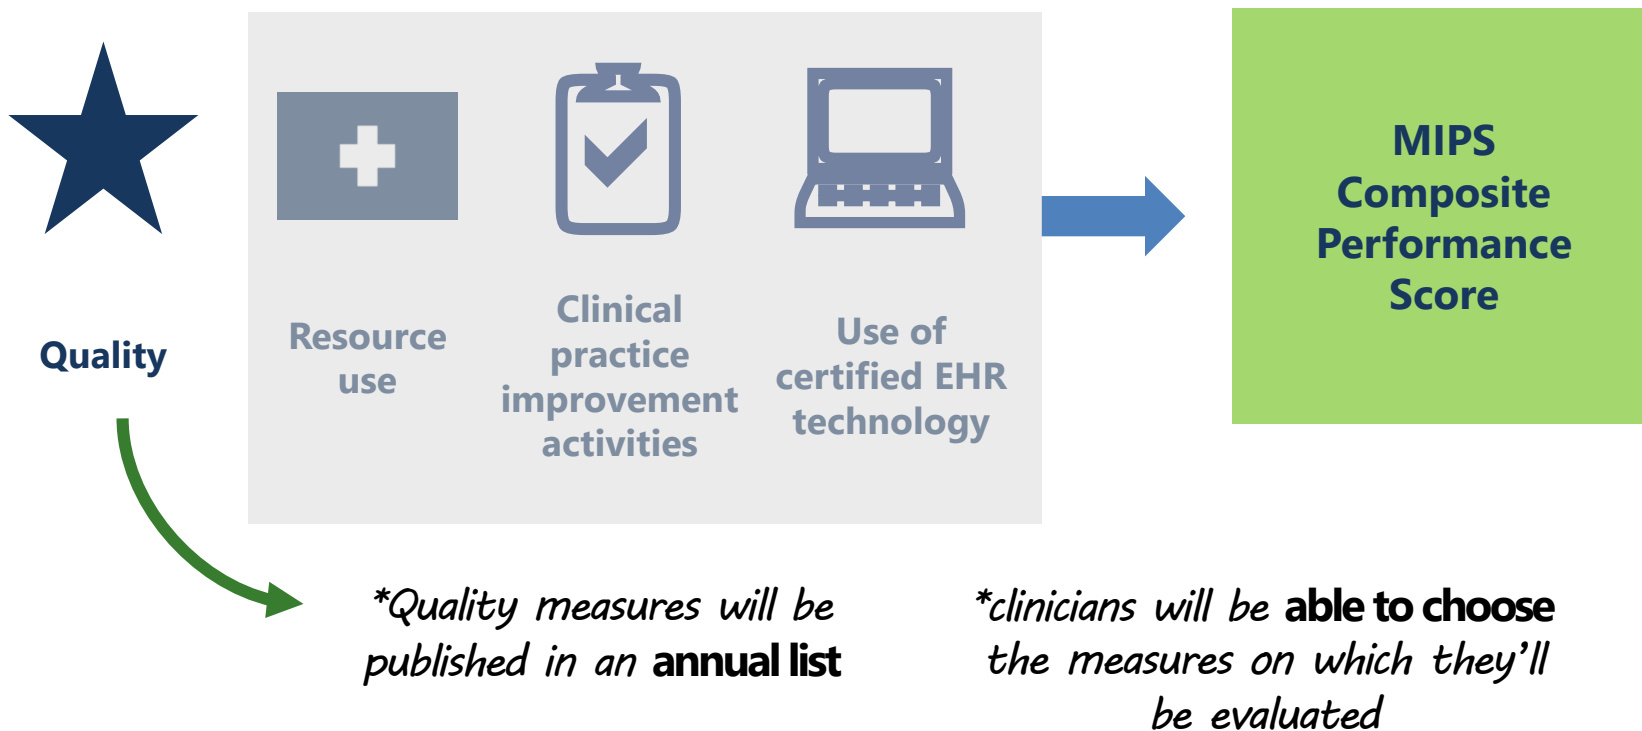 Quality
Resource
use
Clinical
practice
improvement
activities
Use of
certified EHR
technology
MIPS
Composite
Performance
Score
*Quality measures will be
published in an annual list
*clinicians will be able to choose
the measures on which they’ll
be evaluated